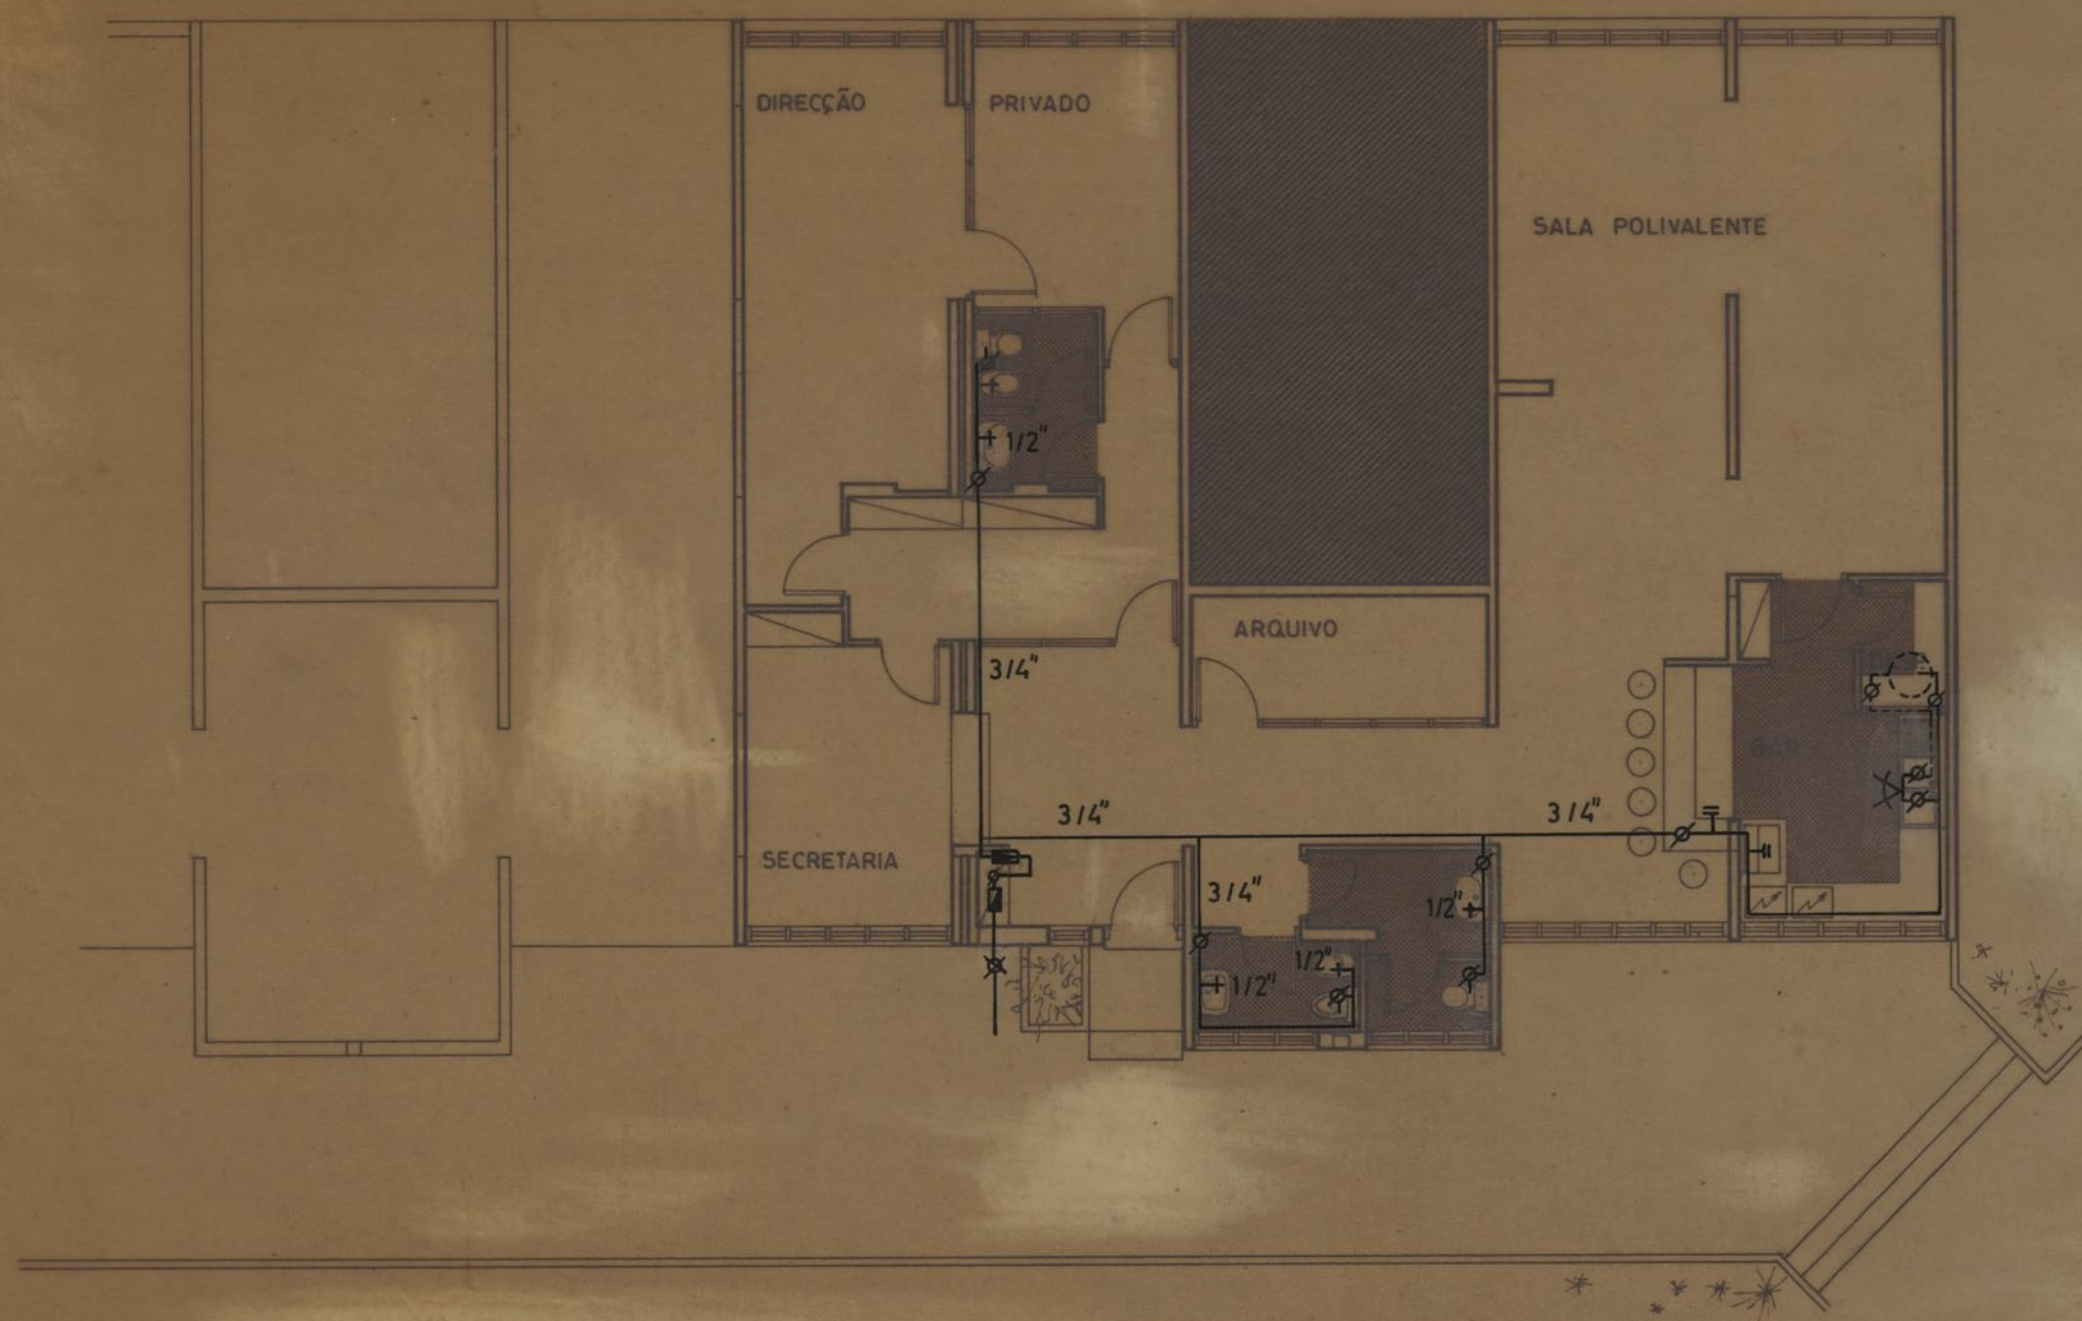 DIRECÇÃO
PRIVADO
SALA POLIVALENTE
1/2"
ARQUIVO
3/4"
BAR
3/4"
3/4"
SECRETARIA
3/4"
1/2"
1/2"
1/2"